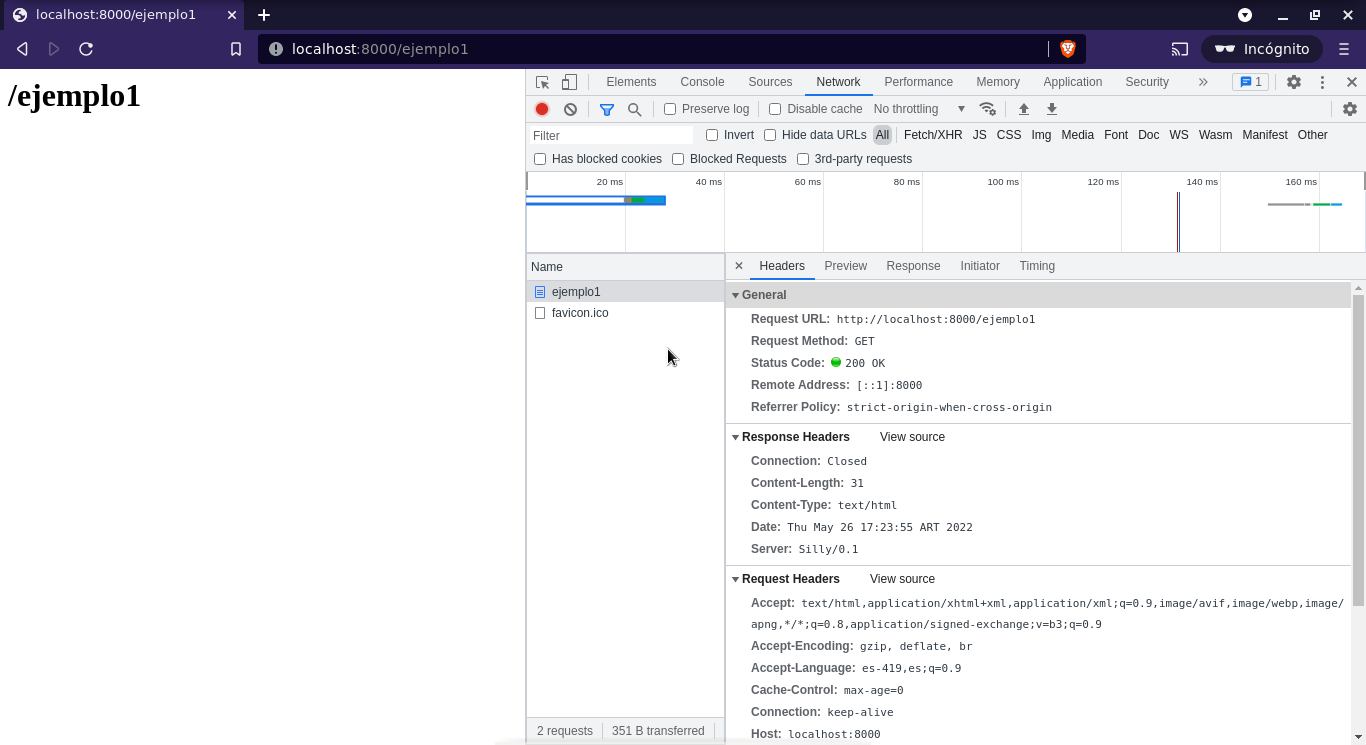 localhost:8000/ejemplo1
localhost:8000/ejemplo1
Incógnito
/ejemplo1
Elements Console Sources Network Performance Memory Application Security 1
Preserve log Disable cache No throttling
Filter Invert Hide data URLs All Fetch/XHR JS CSS Img Media Font Doc WS Wasm Manifest Other
Has blocked cookies Blocked Requests 3rd-party requests
20 ms 40 ms 60 ms 80 ms 100 ms 120 ms 140 ms 160 ms
Name
ejemplo1
favicon.ico
2 requests 351 B transferred
Headers Preview Response Initiator Timing
General
Request URL: http://localhost:8000/ejemplo1
Request Method: GET
Status Code: 200 OK
Remote Address: [::1]:8000
Referrer Policy: strict-origin-when-cross-origin
Response Headers View source
Connection: Closed
Content-Length: 31
Content-Type: text/html
Date: Thu May 26 17:23:55 ART 2022
Server: Silly/0.1
Request Headers View source
Accept: text/html,application/xhtml+xml,application/xml;q=0.9,image/avif,image/webp,image/
apng,*/*;q=0.8,application/signed-exchange;v=b3;q=0.9
Accept-Encoding: gzip, deflate, br
Accept-Language: es-419,es;q=0.9
Cache-Control: max-age=0
Connection: keep-alive
Host: localhost:8000